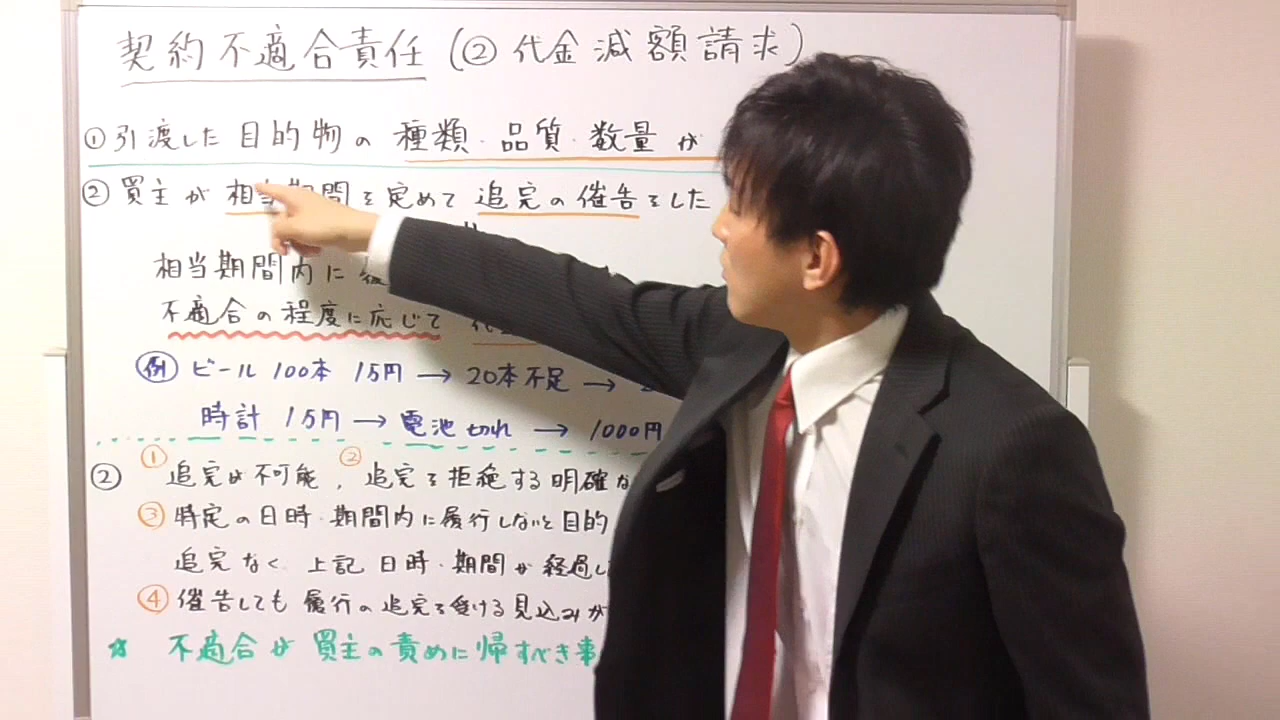 契約不適合責任 (② 代金減額請求)
① 引渡した目的物の 種類・品質・数量 が
② 買主が 相当期間を定めて 追完の催告をした
相当期間内に
不適合の程度に応じて
例 ビール 100本 1万円 → 20本不足 →
時計 1万円 → 電池切れ → 1000円
② ① 追完が不可能, ② 追完を拒絶する明確な
③ 特定の日時・期間内に履行しないと目的
追完なく 上記 日時・期間が経過し
④ 催告しても 履行の追完を受ける見込みが
☆ 不適合が 買主の責めに帰すべき事